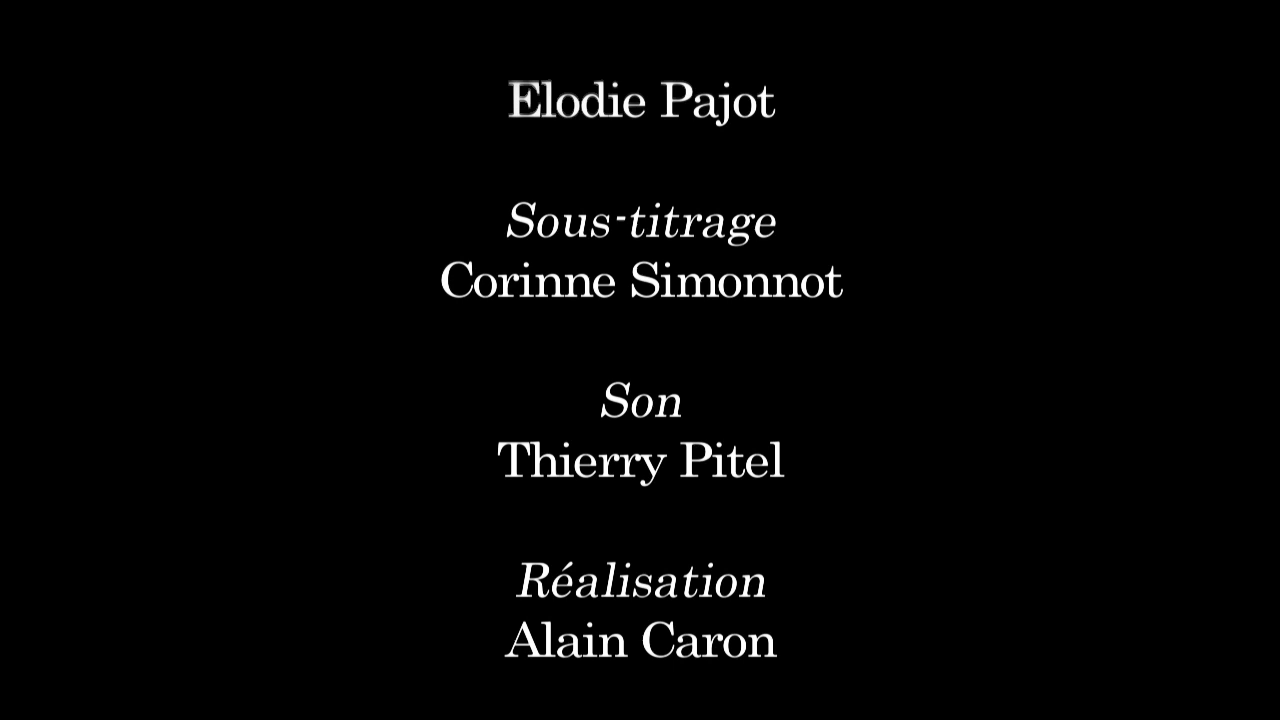 Elodie Pajot
Sous-titrage
Corinne Simonnot
Son
Thierry Pitel
Réalisation
Alain Caron